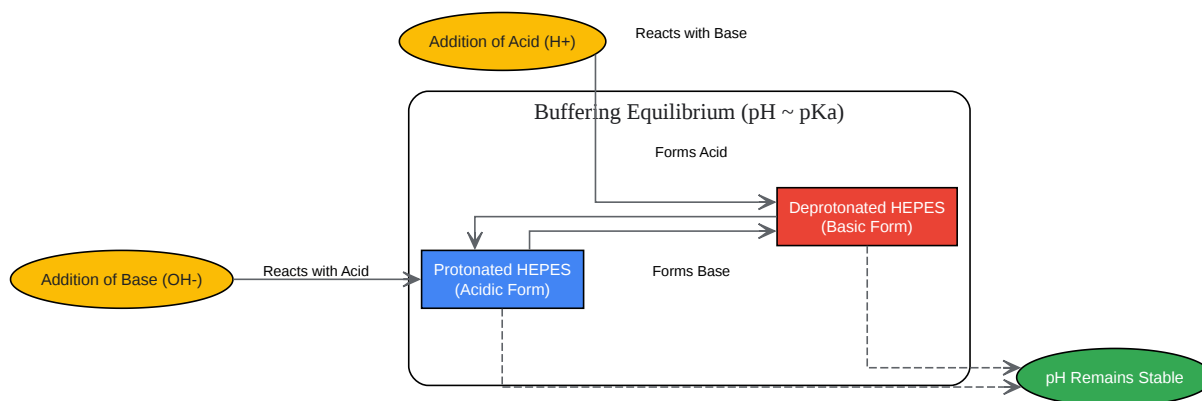 Addition of Acid (H+)
Reacts with Base
Buffering Equilibrium (pH ~ pKa)
Forms Acid
Deprotonated HEPES
(Basic Form)
Addition of Base (OH-)
Reacts with Acid
Protonated HEPES
(Acidic Form)
Forms Base
pH Remains Stable